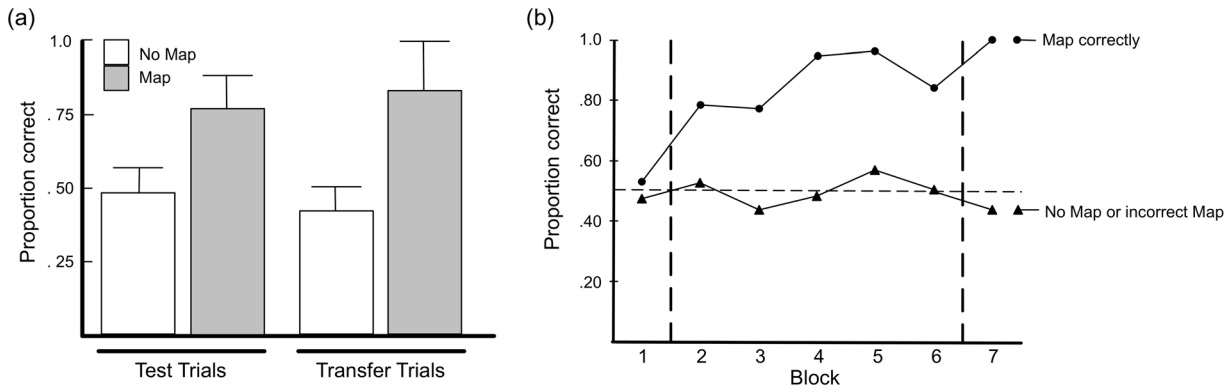 (a)
1.0
No Map
Map
.75
.50
.25
Proportion correct
Test Trials
Transfer Trials
(b)
1.0
.80
.60
.40
.20
Proportion correct
Map correctly
No Map or incorrect Map
1 2 3 4 5 6 7
Block